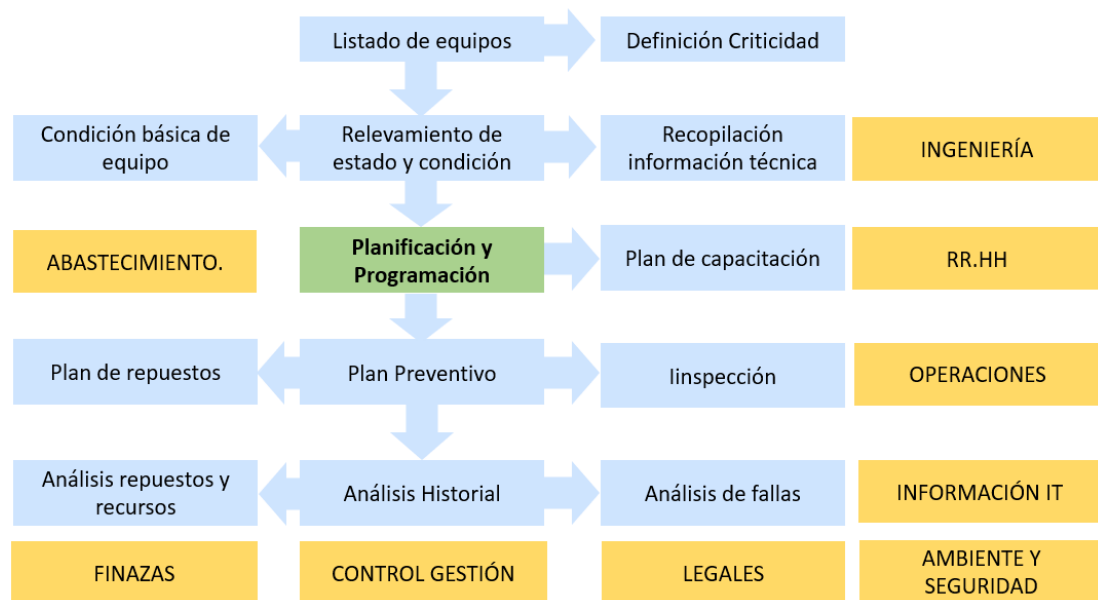 Listado de equipos
Definición Criticidad
Condición básica de
equipo
Relevamiento de
estado y condición
Recopilación
información técnica
INGENIERÍA
ABASTECIMIENTO.
Planificación y
Programación
Plan de capacitación
RR.HH
Plan de repuestos
Plan Preventivo
Iinspección
OPERACIONES
Análisis repuestos y
recursos
Análisis Historial
Análisis de fallas
INFORMACIÓN IT
FINAZAS
CONTROL GESTIÓN
LEGALES
AMBIENTE Y
SEGURIDAD